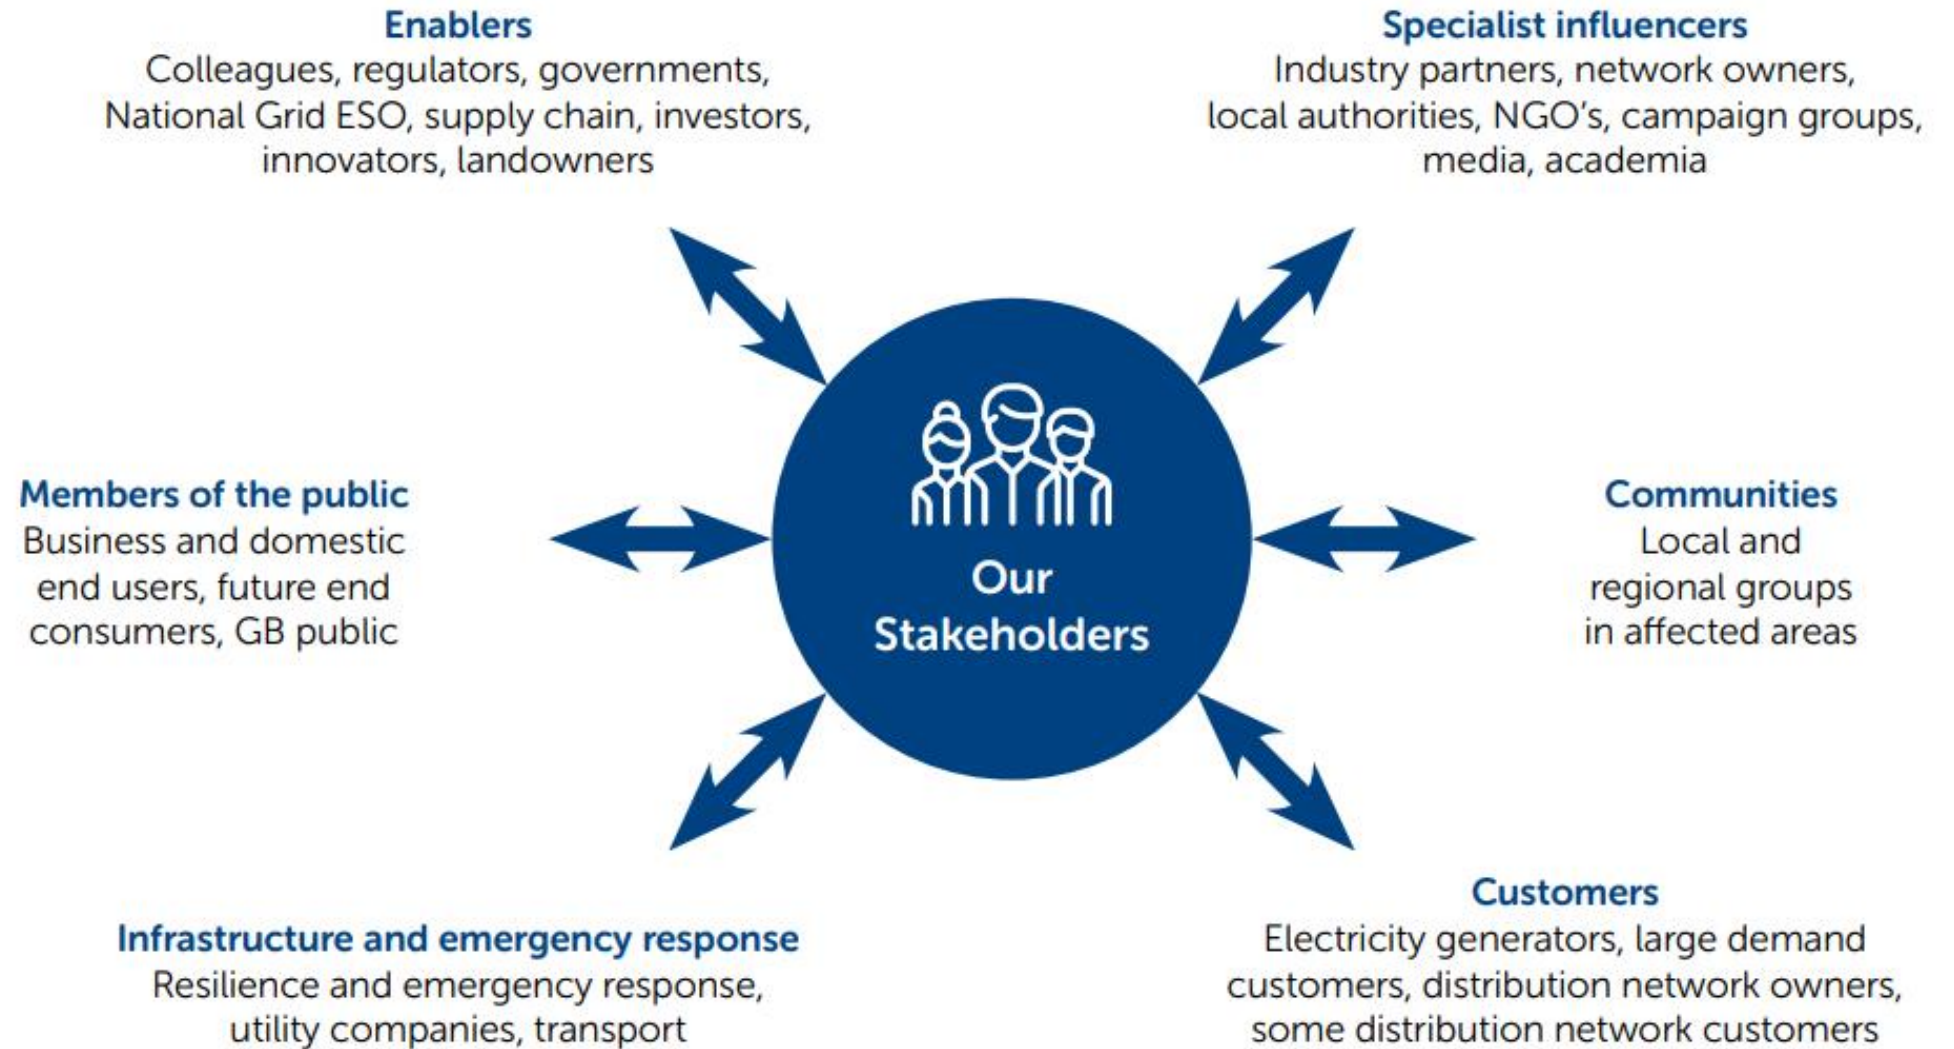 Enablers
Colleagues, regulators, governments,
National Grid ESO, supply chain, investors,
innovators, landowners
Specialist influencers
Industry partners, network owners,
local authorities, NGO's, campaign groups,
media, academia
Members of the public
Business and domestic
end users, future end
consumers, GB public
Our
Stakeholders
Communities
Local and
regional groups
in affected areas
Infrastructure and emergency response
Resilience and emergency response,
utility companies, transport
Customers
Electricity generators, large demand
customers, distribution network owners,
some distribution network customers